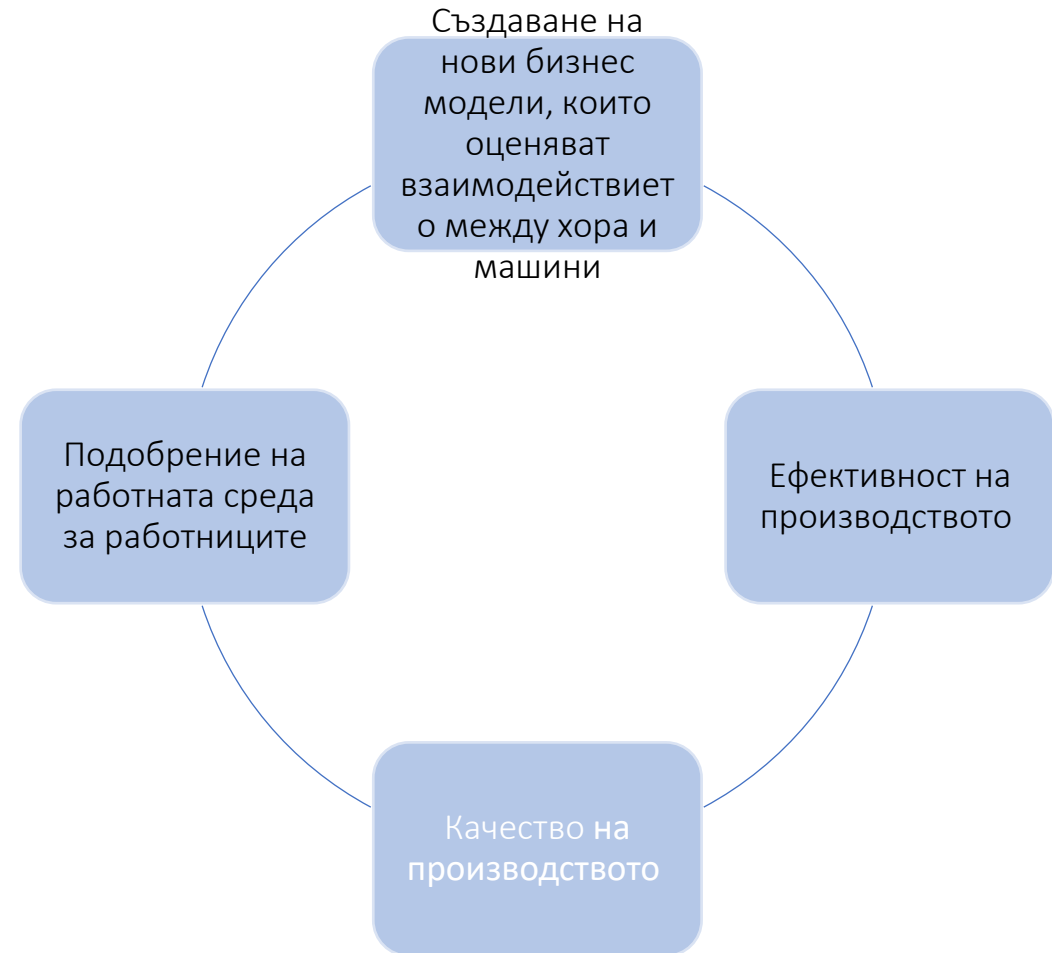 Създаване на
нови бизнес
модели, които
оценяват
взаимодействиет
о между хора и
машини
Подобрение на
работната среда
за работниците
Ефективност на
производството
Качество на
производството